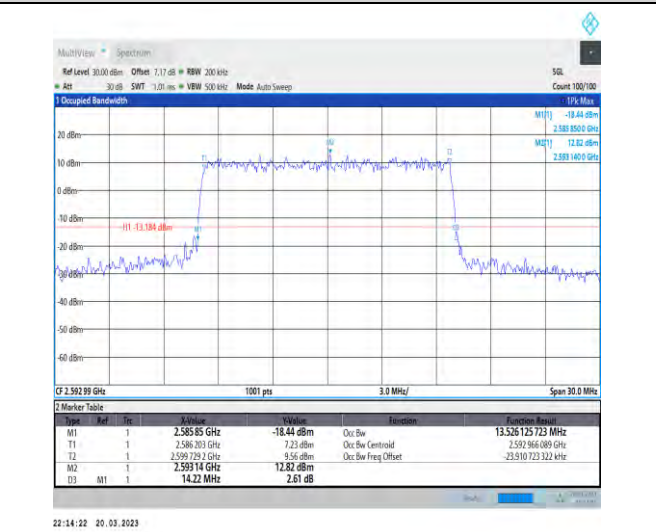 MultiView Spectrum
Ref Level 30.00 dBm Offset 7.17 dB RBW 200 kHz SGL
Att 30 dB SWT 1.01 ms VBW 500 kHz Mode Auto Sweep Count 100/100
1 Occupied Bandwidth 1Pk Max
M1[1] -18.44 dBm
2.585 8500 GHz
M2[1] 12.82 dBm
2.593 1400 GHz
20 dBm
M2
T1
T2
10 dBm
0 dBm
-10 dBm
H1 -13.184 dBm
M1
D3
-20 dBm
-30 dBm
-40 dBm
-50 dBm
-60 dBm
CF 2.592 99 GHz 1001 pts 3.0 MHz/ Span 30.0 MHz
2 Marker Table
Type Ref Trc X-Value Y-Value Function Function Result
M1 1 2.585 85 GHz -18.44 dBm Occ Bw 13.526 125 723 MHz
T1 1 2.586 203 GHz 7.23 dBm Occ Bw Centroid 2.592 966 089 GHz
T2 1 2.599 729 2 GHz 9.56 dBm Occ Bw Freq Offset -23.910 723 322 kHz
M2 1 2.593 14 GHz 12.82 dBm
D3 M1 1 14.22 MHz 2.61 dB
22:14:22 20.03.2023